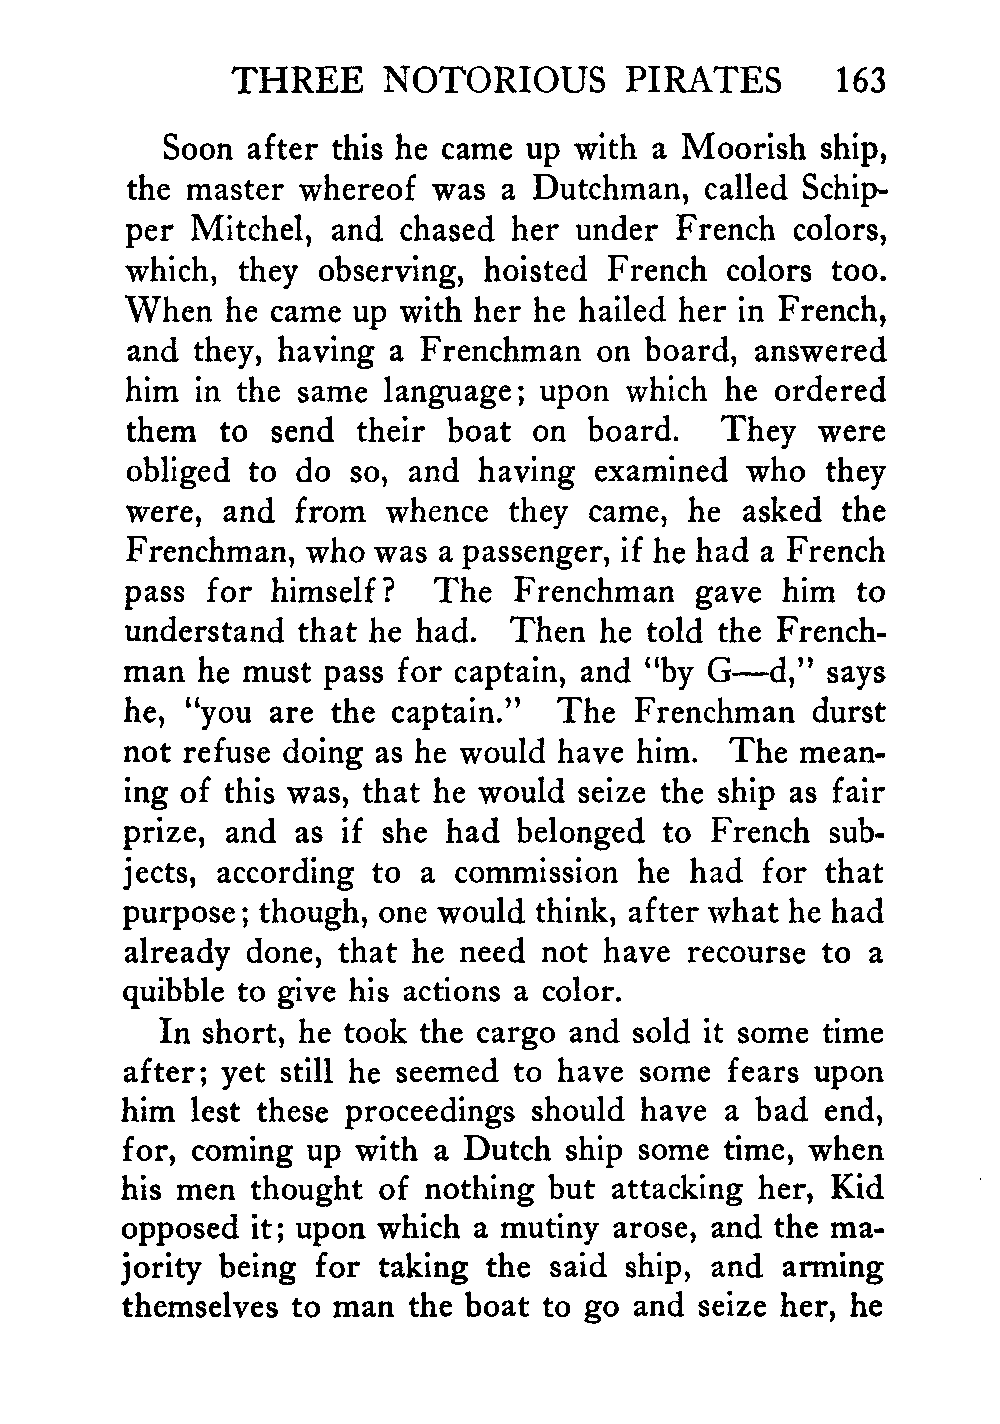 THREE NOTORIOUS PIRATES 163
Soon after this he came up with a Moorish ship,
the master whereof was a Dutchman, called Schip-
per Mitchel, and chased her under French colors,
which, they observing, hoisted French colors too.
When he came up with her he hailed her in French,
and they, having a Frenchman on board, answered
him in the same language; upon which he ordered
them to send their boat on board. They were
obliged to do so, and having examined who they
were, and from whence they came, he asked the
Frenchman, who was a passenger, if he had a French
pass for himself? The Frenchman gave him to
understand that he had. Then he told the French-
man he must pass for captain, and "by G—d," says
he, "you are the captain." The Frenchman durst
not refuse doing as he would have him. The mean-
ing of this was, that he would seize the ship as fair
prize, and as if she had belonged to French sub-
jects, according to a commission he had for that
purpose; though, one would think, after what he had
already done, that he need not have recourse to a
quibble to give his actions a color.
In short, he took the cargo and sold it some time
after; yet still he seemed to have some fears upon
him lest these proceedings should have a bad end,
for, coming up with a Dutch ship some time, when
his men thought of nothing but attacking her, Kid
opposed it; upon which a mutiny arose, and the ma-
jority being for taking the said ship, and arming
themselves to man the boat to go and seize her, he